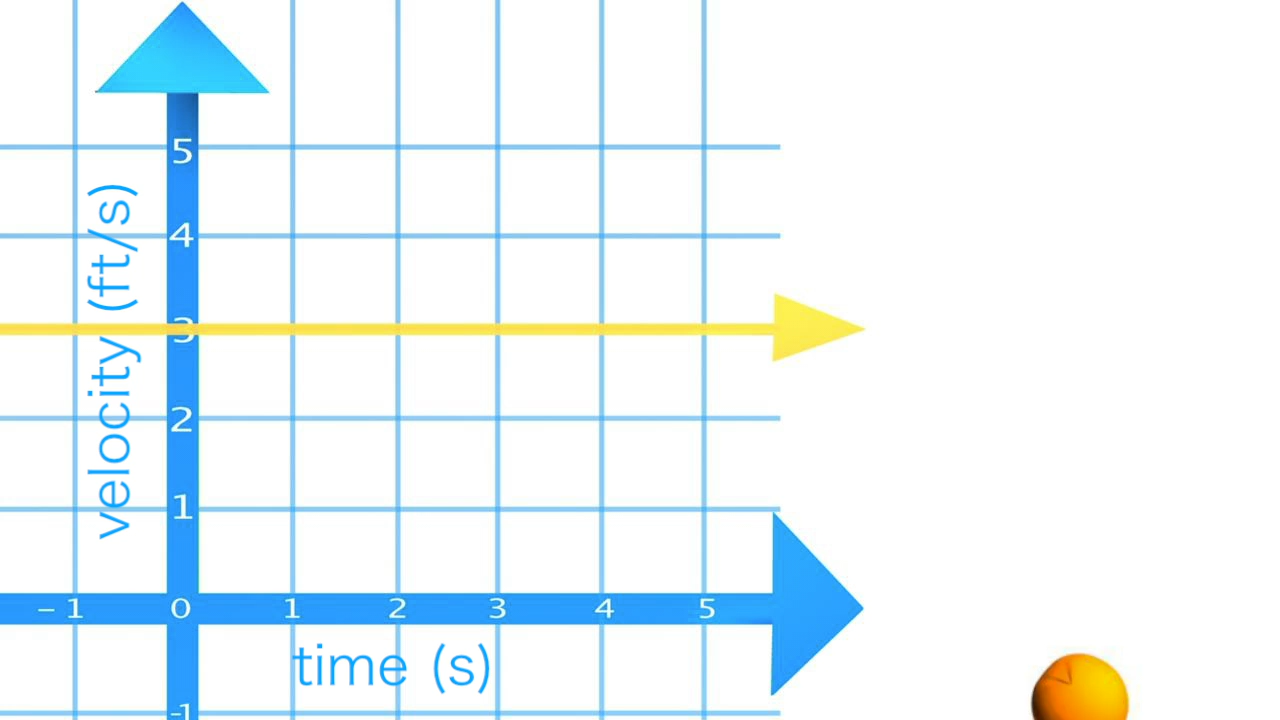 5
4
velocity (ft/s)
3
2
1
– 1 0 1 2 3 4 5
time (s)
-1